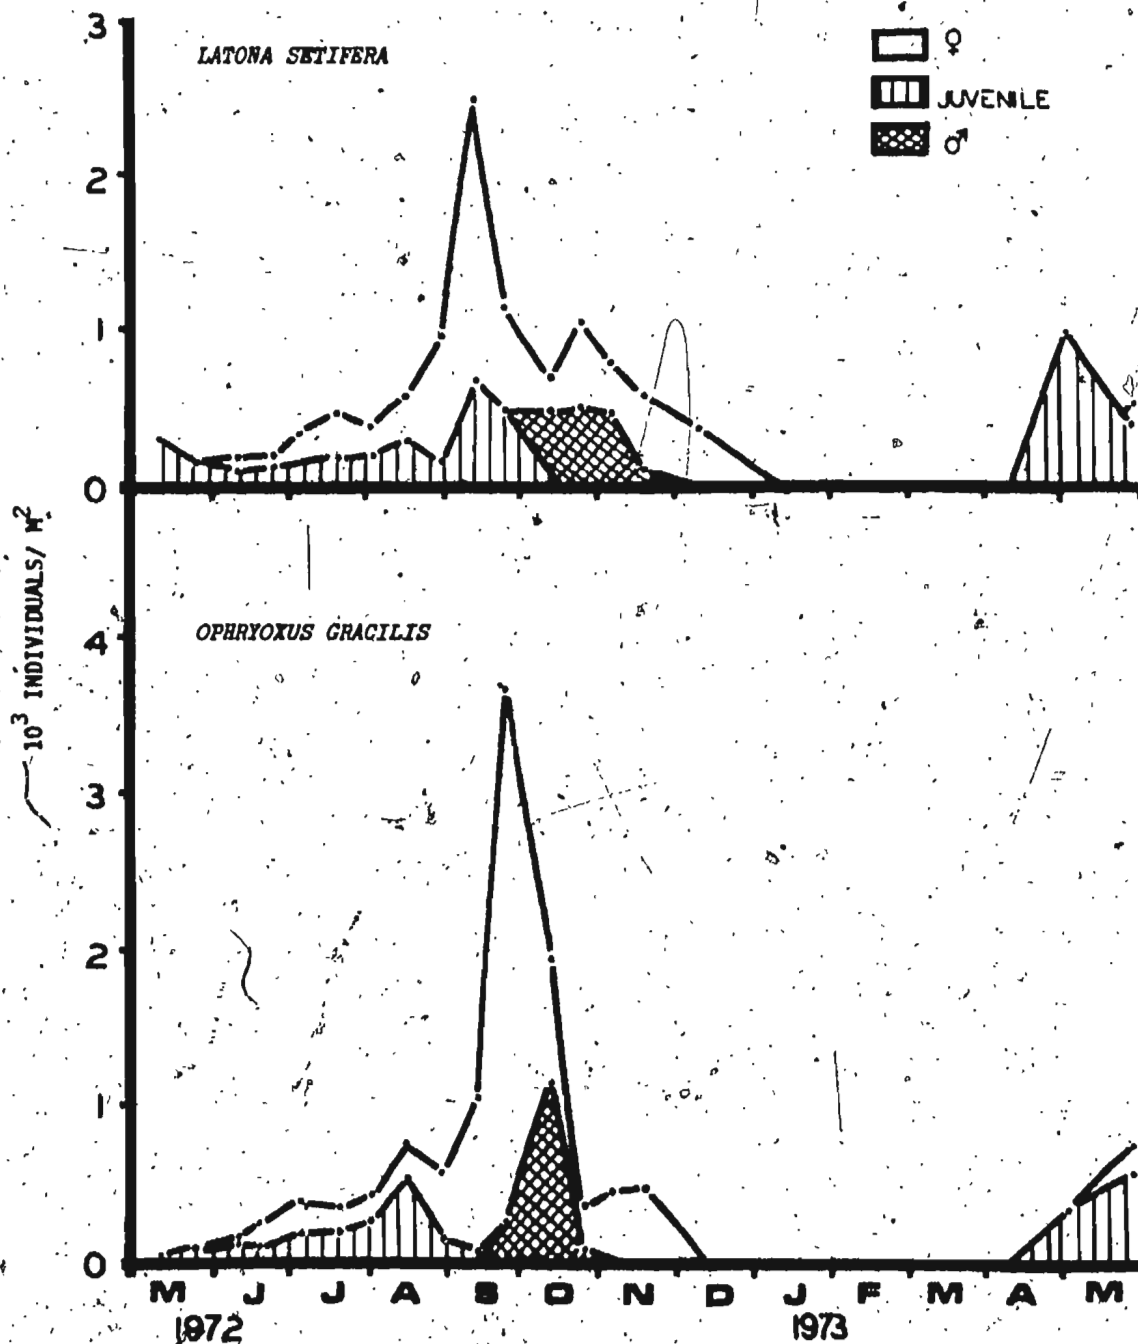 3
LATONA SETIFERA
♀
JUVENILE
♂
2
1
0
10³ INDIVIDUALS/ M²
4
OPHRYOXUS GRACILIS
3
2
1
0
M J J A S O N D J F M A M
1972 1973